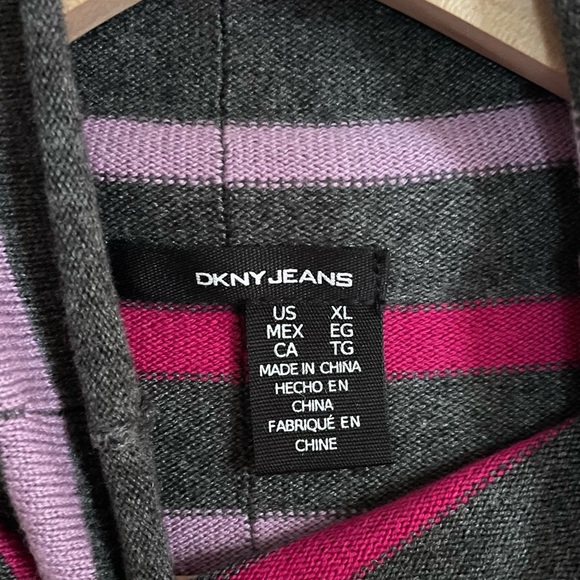 DKNY JEANS
US XL
MEX EG
CA TG
MADE IN CHINA
HECHO EN
CHINA
FABRIQUÉ EN
CHINE